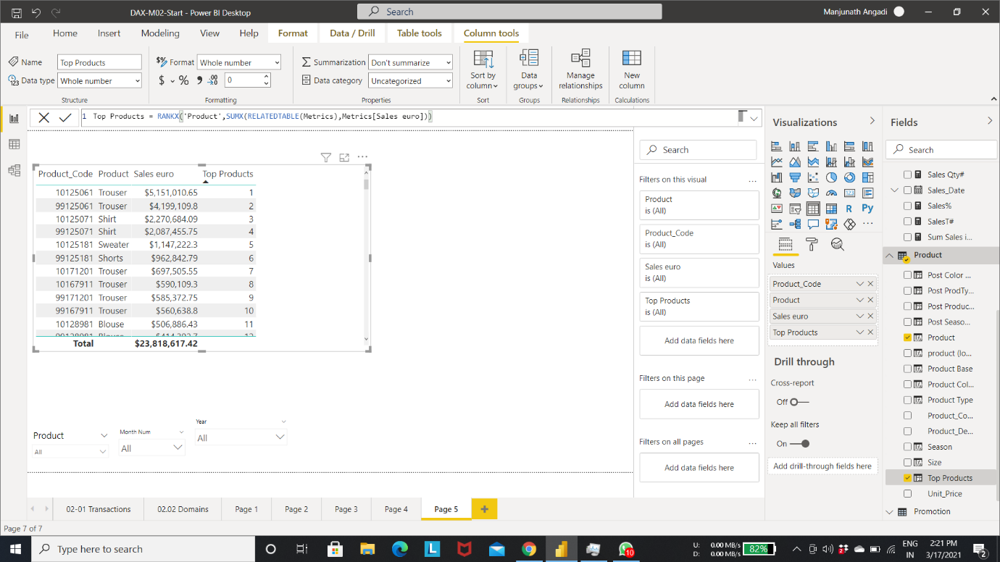 DAX-M02-Start - Power BI Desktop
Search
Manjunath Angadi
File Home Insert Modeling View Help Format Data / Drill Table tools Column tools
Name Top Products
Data type Whole number
Structure
$% Format Whole number
$ % 0
Formatting
Summarization Don't summarize
Data category Uncategorized
Properties
Sort by
column
Sort
Data
groups
Groups
Manage
relationships
Relationships
New
column
Calculations
1 Top Products = RANKX('Product',SUMX(RELATEDTABLE(Metrics),Metrics[Sales euro]))
Product_Code Product Sales euro Top Products
10125061 Trouser $5,151,010.65 1
99125061 Trouser $4,199,109.8 2
10125071 Shirt $2,270,684.09 3
99125071 Shirt $2,087,455.75 4
10125181 Sweater $1,147,222.3 5
99125181 Shorts $962,842.79 6
10171201 Trouser $697,505.55 7
10167911 Trouser $590,109.3 8
99171201 Trouser $585,372.75 9
99167911 Trouser $560,638.8 10
10128981 Blouse $506,886.43 11
Total $23,818,617.42
Product
All
Month Num
All
Year
All
Search
Filters on this visual ...
Product
is (All)
Product_Code
is (All)
Sales euro
is (All)
Top Products
is (All)
Add data fields here
Filters on this page ...
Add data fields here
Filters on all pages ...
Add data fields here
Visualizations
R Py
...
Values
Product_Code
Product
Sales euro
Top Products
Drill through
Cross-report
Off
Keep all filters
On
Add drill-through fields here
Fields
Search
Sales Qty#
Sales_Date
Sales%
SalesT#
Sum Sales i...
Product
Post Color ...
Post ProdTy...
Post Produc...
Post Seaso...
Product
product (lo...
Product Base
Product Col...
Product Type
Product_Co...
Product_De...
Season
Size
Top Products
Unit_Price
Promotion
02-01 Transactions 02.02 Domains Page 1 Page 2 Page 3 Page 4 Page 5 +
Page 7 of 7
Type here to search
L
10
U: 0.00 MB/s
D: 0.00 MB/s
82%
ENG
IN
2:21 PM
3/17/2021
2